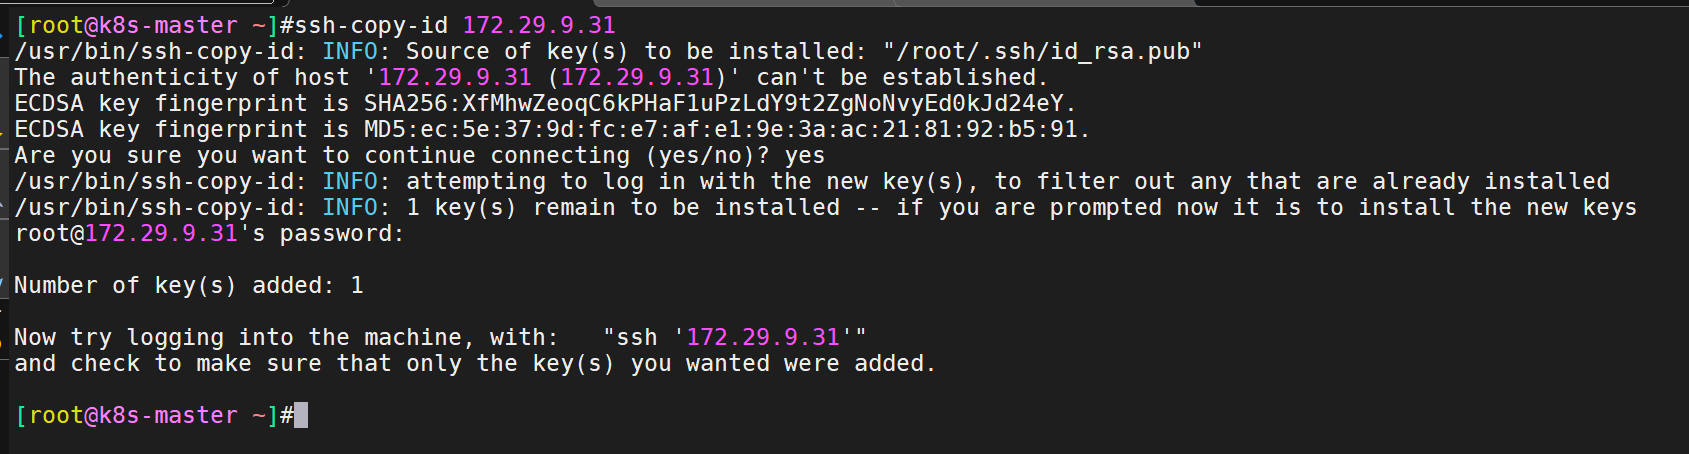 [root@k8s-master ~]#ssh-copy-id 172.29.9.31
/usr/bin/ssh-copy-id: INFO: Source of key(s) to be installed: "/root/.ssh/id_rsa.pub"
The authenticity of host '172.29.9.31 (172.29.9.31)' can't be established.
ECDSA key fingerprint is SHA256:XfMhwZeoqC6kPHaF1uPzLdY9t2ZgNoNvyEd0kJd24eY.
ECDSA key fingerprint is MD5:ec:5e:37:9d:fc:e7:af:e1:9e:3a:ac:21:81:92:b5:91.
Are you sure you want to continue connecting (yes/no)? yes
/usr/bin/ssh-copy-id: INFO: attempting to log in with the new key(s), to filter out any that are already installed
/usr/bin/ssh-copy-id: INFO: 1 key(s) remain to be installed -- if you are prompted now it is to install the new keys
root@172.29.9.31's password:
Number of key(s) added: 1
Now try logging into the machine, with:   "ssh '172.29.9.31'"
and check to make sure that only the key(s) you wanted were added.
[root@k8s-master ~]#